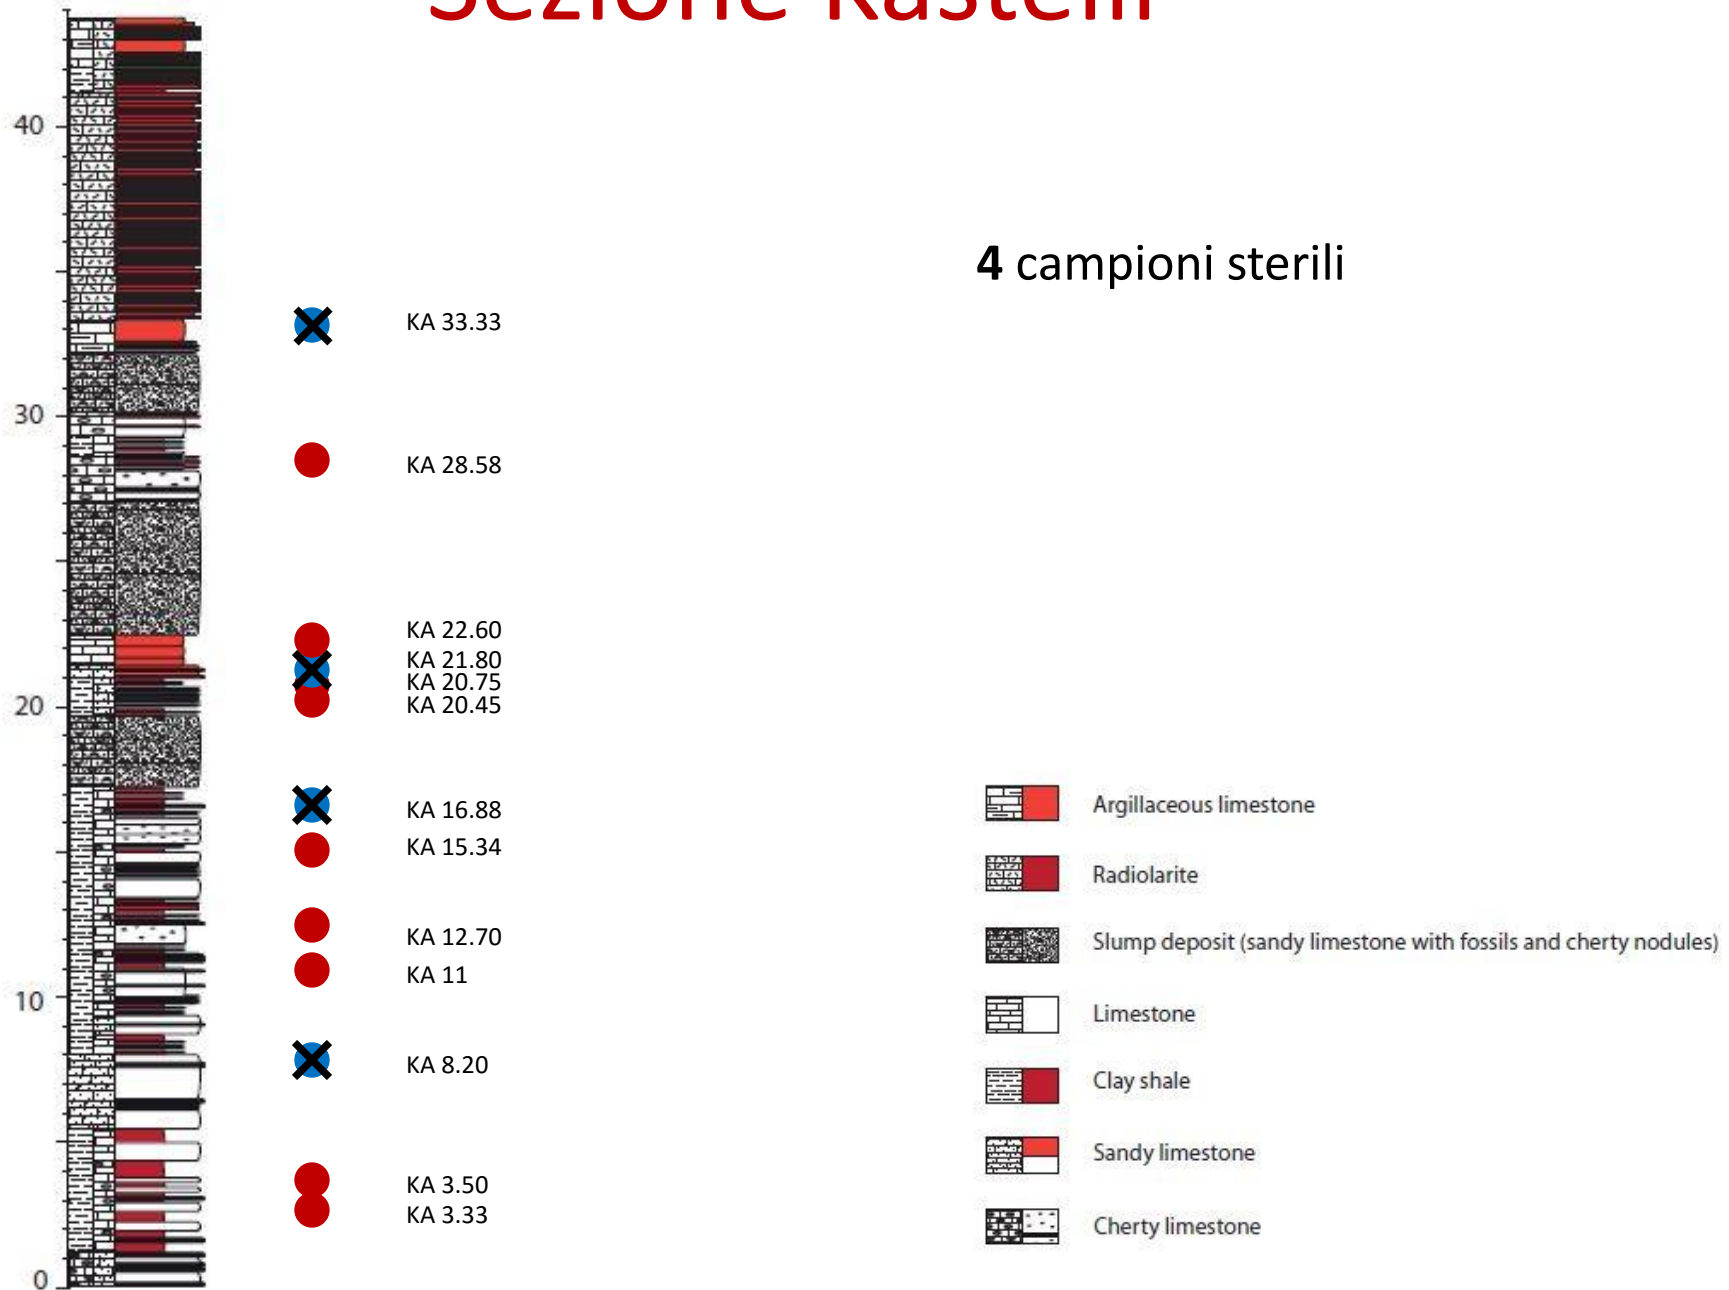 Sezione Kastelli
4 campioni sterili
40
30
20
10
0
KA 33.33
KA 28.58
KA 22.60
KA 21.80
KA 20.75
KA 20.45
KA 16.88
KA 15.34
KA 12.70
KA 11
KA 8.20
KA 3.50
KA 3.33
Argillaceous limestone
Radiolarite
Slump deposit (sandy limestone with fossils and cherty nodules)
Limestone
Clay shale
Sandy limestone
Cherty limestone